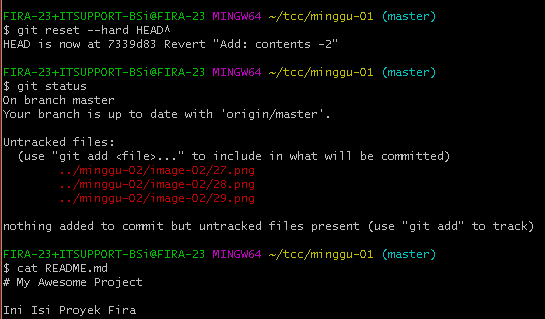 FIRA-23+ITSUPPORT-BSi@FIRA-23 MINGW64 ~/tcc/minggu-01 (master)
$ git reset --hard HEAD^
HEAD is now at 7339d83 Revert "Add: contents -2"
FIRA-23+ITSUPPORT-BSi@FIRA-23 MINGW64 ~/tcc/minggu-01 (master)
$ git status
On branch master
Your branch is up to date with 'origin/master'.
Untracked files:
(use "git add <file>..." to include in what will be committed)
../minggu-02/image-02/27.png
../minggu-02/image-02/28.png
../minggu-02/image-02/29.png
nothing added to commit but untracked files present (use "git add" to track)
FIRA-23+ITSUPPORT-BSi@FIRA-23 MINGW64 ~/tcc/minggu-01 (master)
$ cat README.md
# My Awesome Project
Ini Isi Proyek Fira